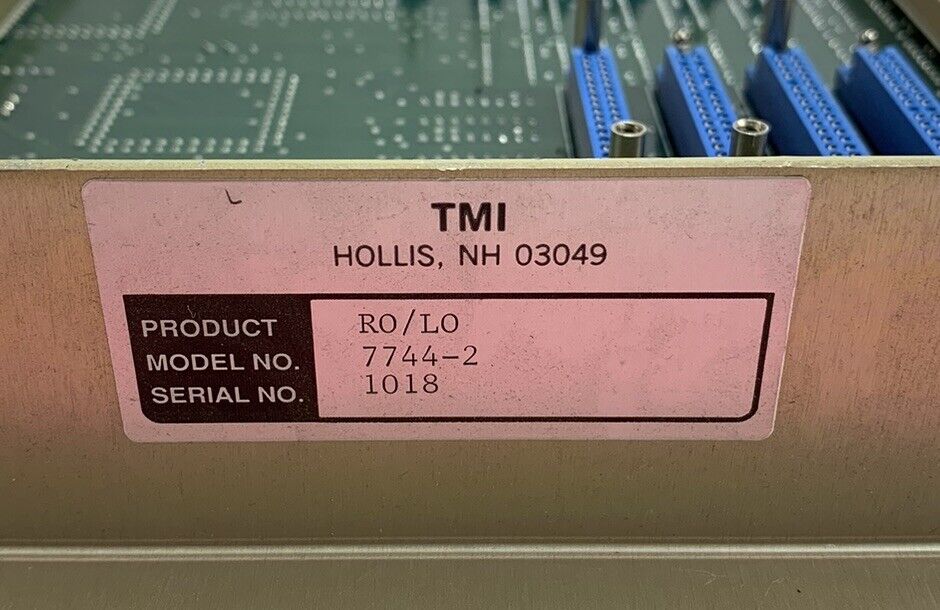 TMI
HOLLIS, NH 03049
PRODUCT RO/LO
MODEL NO. 7744-2
SERIAL NO. 1018